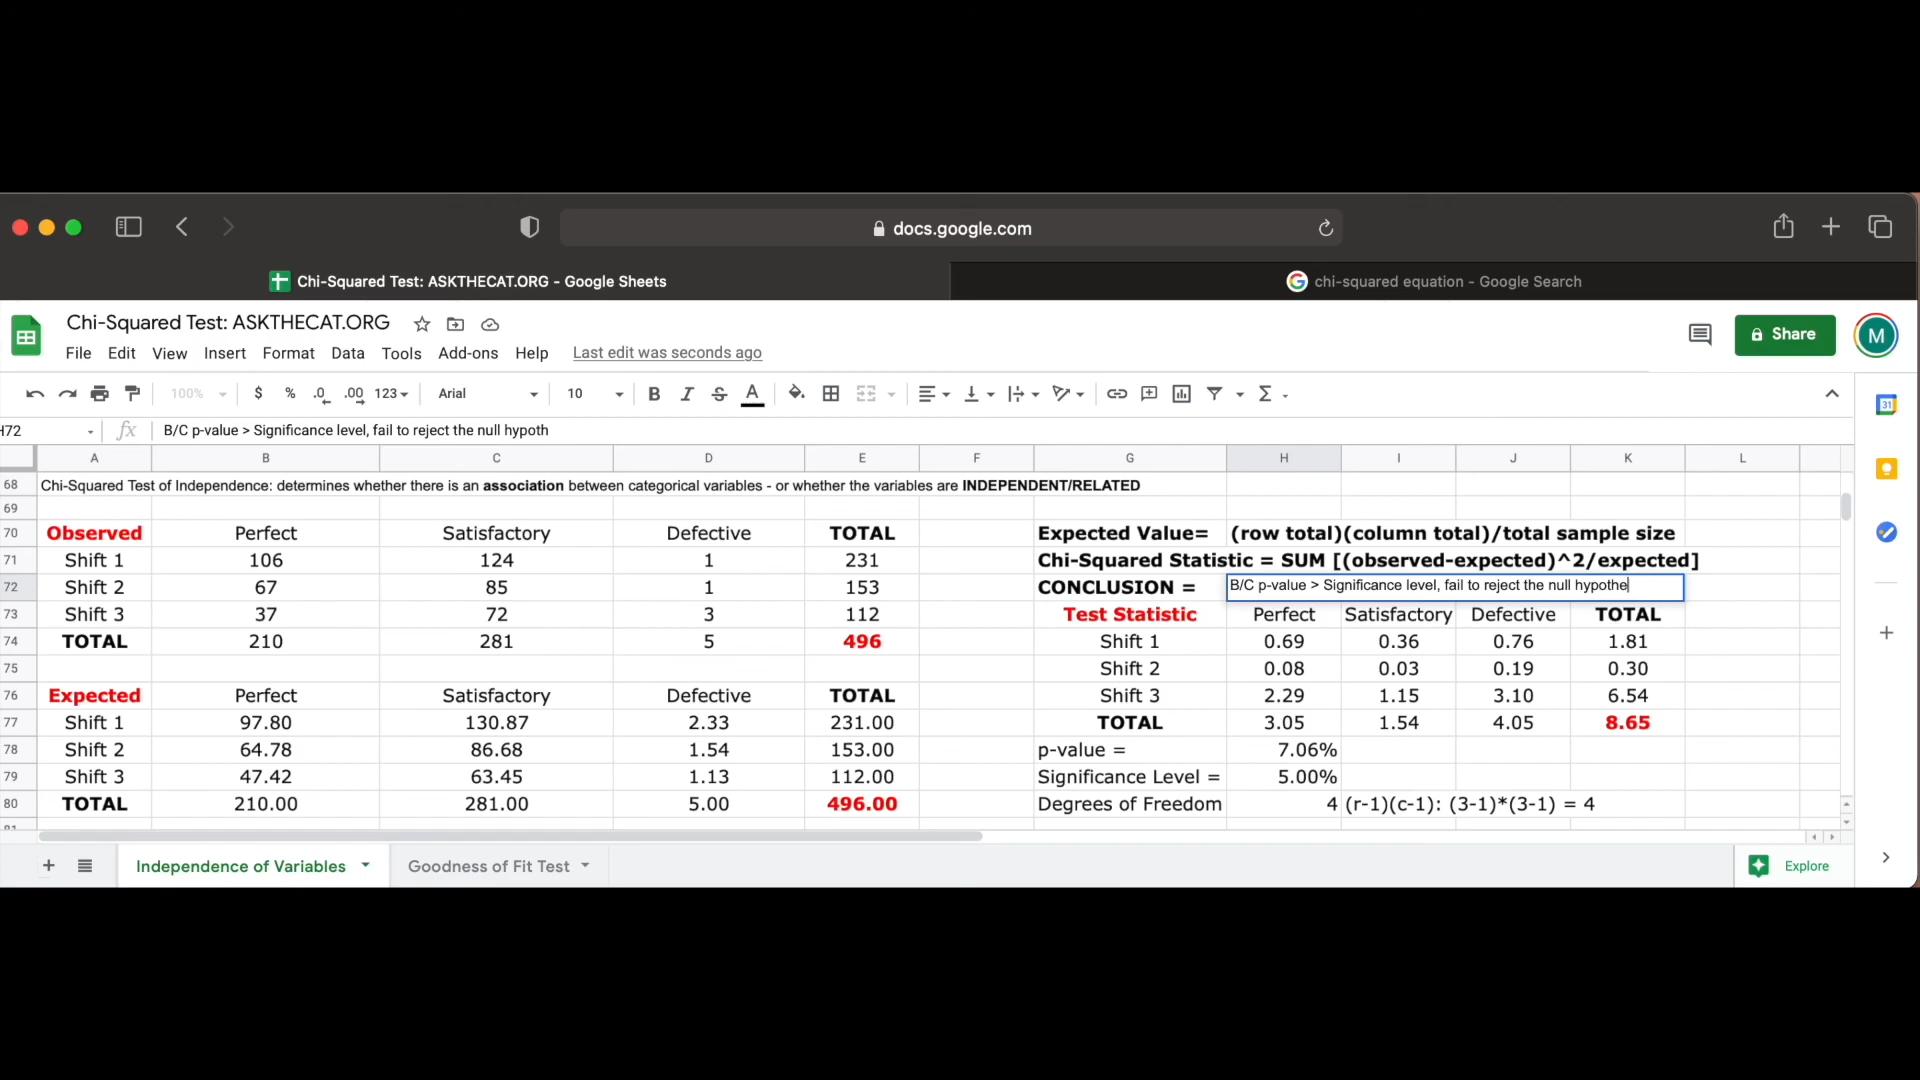 docs.google.com
Chi-Squared Test: ASKTHECAT.ORG - Google Sheets
chi-squared equation - Google Search
Chi-Squared Test: ASKTHECAT.ORG
Share
M
File Edit View Insert Format Data Tools Add-ons Help Last edit was seconds ago
100% $ % .0 .00 123 Arial 10 B I S A Σ
31
H72 fx B/C p-value > Significance level, fail to reject the null hypoth
A B C D E F G H I J K L
68 Chi-Squared Test of Independence: determines whether there is an association between categorical variables - or whether the variables are INDEPENDENT/RELATED
69
70 Observed Perfect Satisfactory Defective TOTAL Expected Value= (row total)(column total)/total sample size
71 Shift 1 106 124 1 231 Chi-Squared Statistic = SUM [(observed-expected)^2/expected]
72 Shift 2 67 85 1 153 CONCLUSION = B/C p-value > Significance level, fail to reject the null hypothe
73 Shift 3 37 72 3 112 Test Statistic Perfect Satisfactory Defective TOTAL
74 TOTAL 210 281 5 496 Shift 1 0.69 0.36 0.76 1.81
75 Shift 2 0.08 0.03 0.19 0.30
76 Expected Perfect Satisfactory Defective TOTAL Shift 3 2.29 1.15 3.10 6.54
77 Shift 1 97.80 130.87 2.33 231.00 TOTAL 3.05 1.54 4.05 8.65
78 Shift 2 64.78 86.68 1.54 153.00 p-value = 7.06%
79 Shift 3 47.42 63.45 1.13 112.00 Significance Level = 5.00%
80 TOTAL 210.00 281.00 5.00 496.00 Degrees of Freedom 4 (r-1)(c-1): (3-1)*(3-1) = 4
81
Independence of Variables Goodness of Fit Test Explore